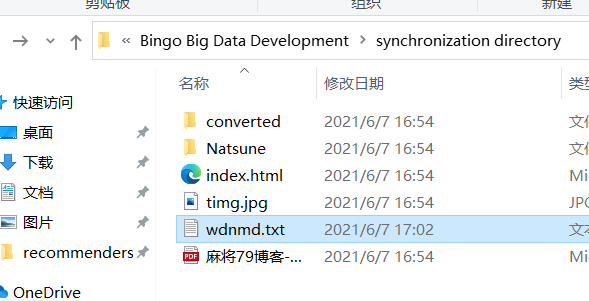 剪贴板 组织 新建
« Bingo Big Data Development > synchronization directory
名称 修改日期 类
快速访问
converted 2021/6/7 16:54 文
桌面
Natsune 2021/6/7 16:54 文
下载
index.html 2021/6/7 16:54 Mi
文档
timg.jpg 2021/6/7 16:54 JPG
图片
wdnmd.txt 2021/6/7 17:02 文本
recommenders
麻将79博客-... 2021/6/7 16:54 Mi
OneDrive